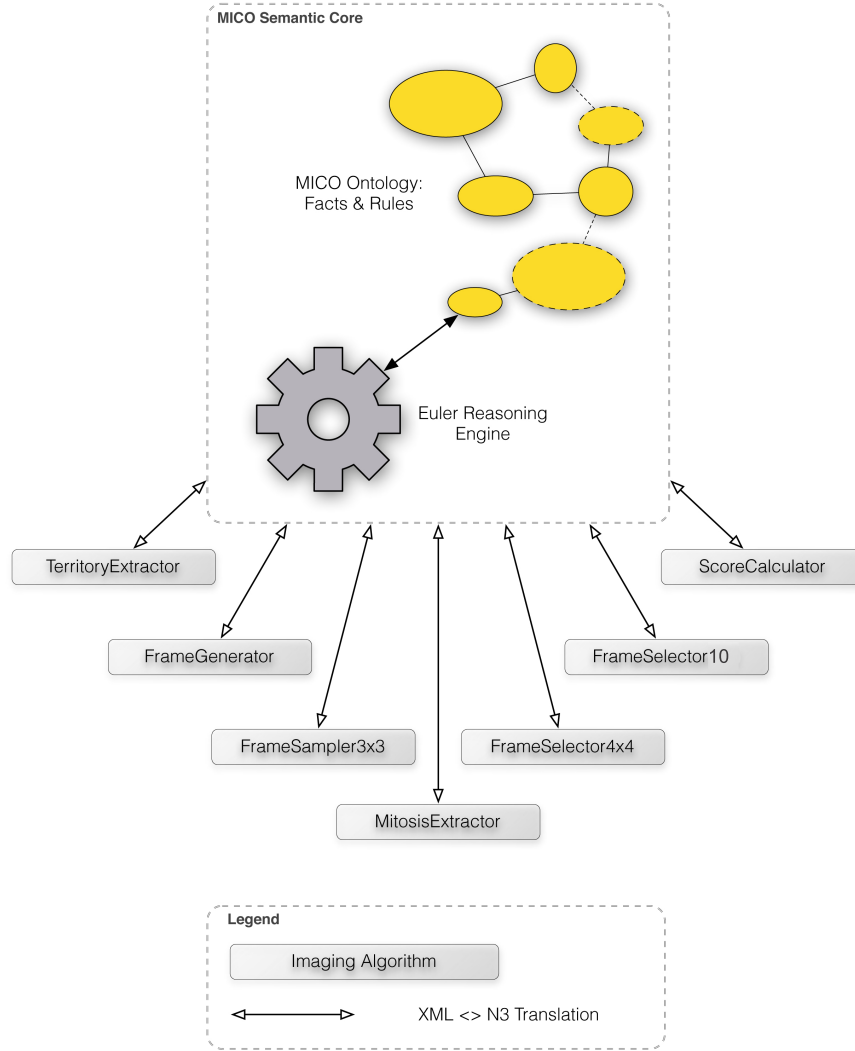 MICO Semantic Core
MICO Ontology:
Facts & Rules
Euler Reasoning
Engine
TerritoryExtractor
ScoreCalculator
FrameGenerator
FrameSelector10
FrameSampler3x3
FrameSelector4x4
MitosisExtractor
Legend
Imaging Algorithm
XML <> N3 Translation